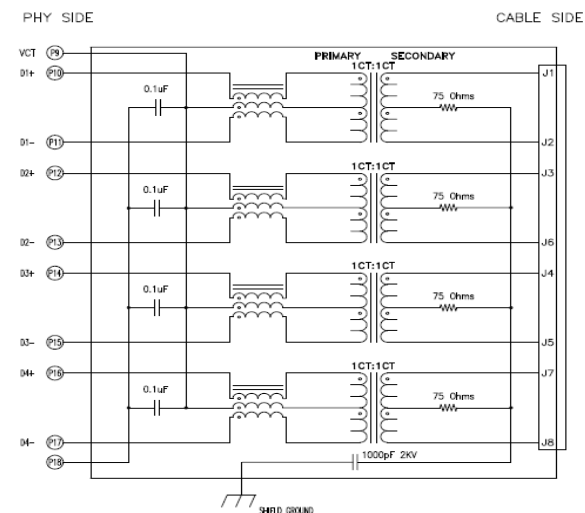 PHY SIDE
CABLE SIDE
VCT P9
PRIMARY SECONDARY
1CT:1CT
D1+ P10
J1
0.1uF
75 Ohms
D1- P11
J2
D2+ P12
1CT:1CT
J3
0.1uF
75 Ohms
D2- P13
J6
1CT:1CT
D3+ P14
J4
0.1uF
75 Ohms
D3- P15
J5
1CT:1CT
D4+ P16
J7
0.1uF
75 Ohms
D4- P17
J8
P18
1000pF 2KV
SHIELD GROUND